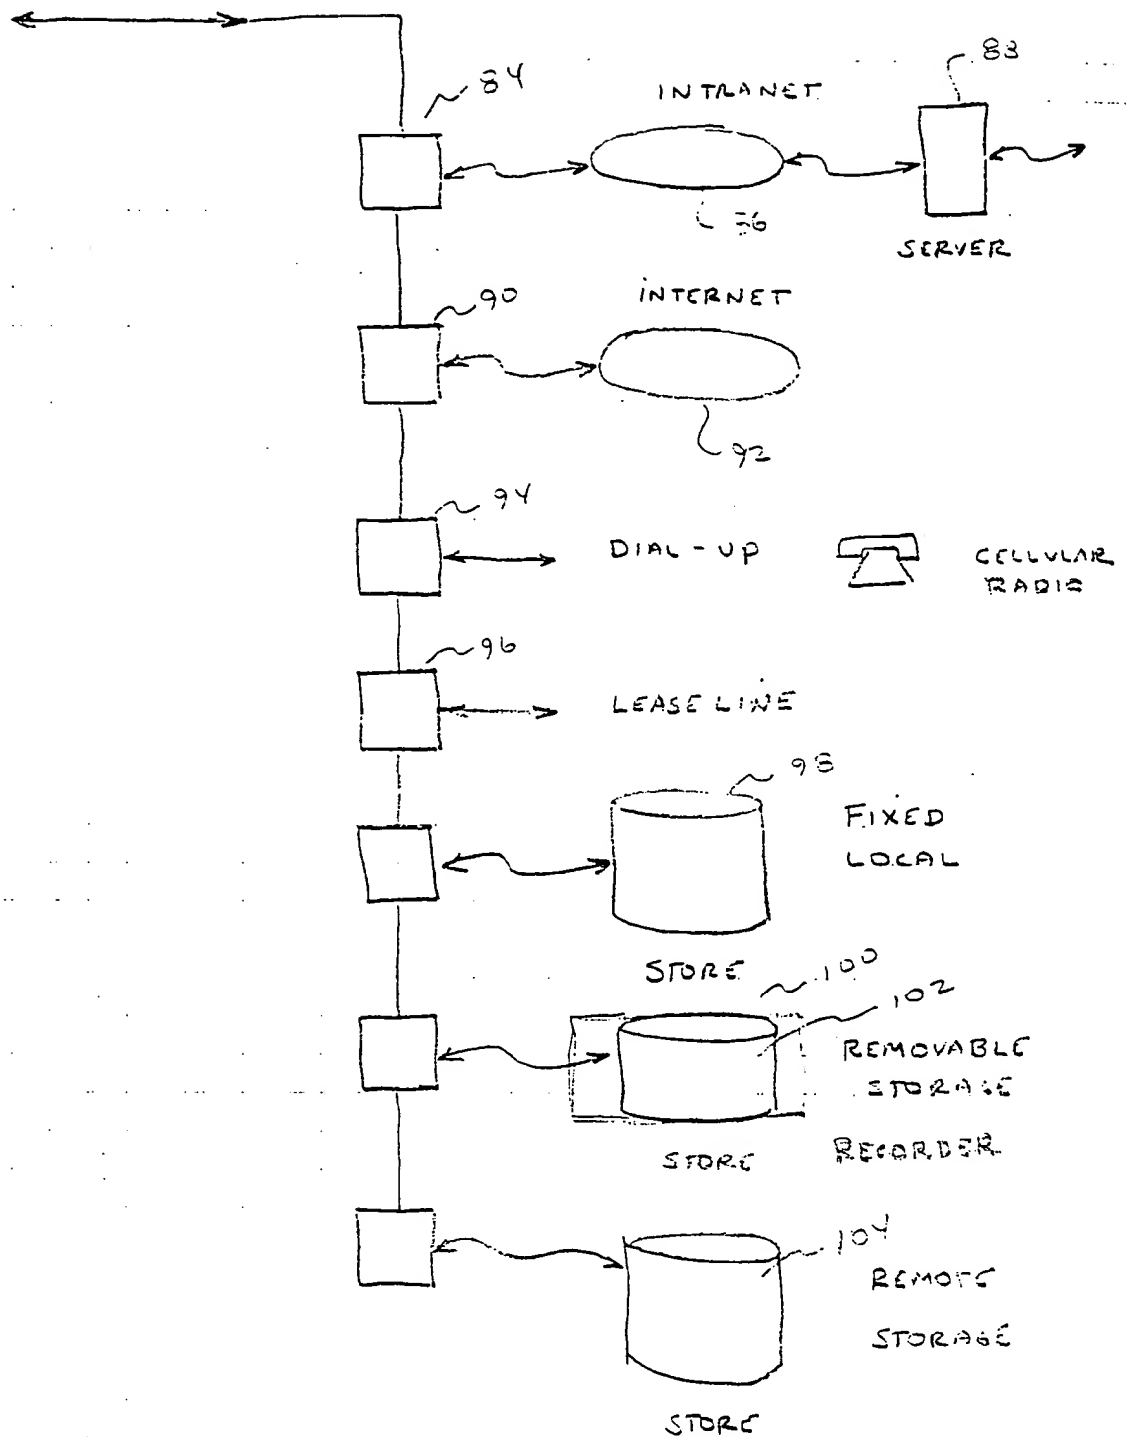 84
INTRANET
83
SERVER
90
INTERNET
92
94
DIAL-UP
CELLULAR
RADIO
96
LEASE LINE
98
FIXED
LOCAL
STORE
100
102
REMOVABLE
STORAGE
RECORDER
STORE
104
REMOTE
STORAGE
STORE